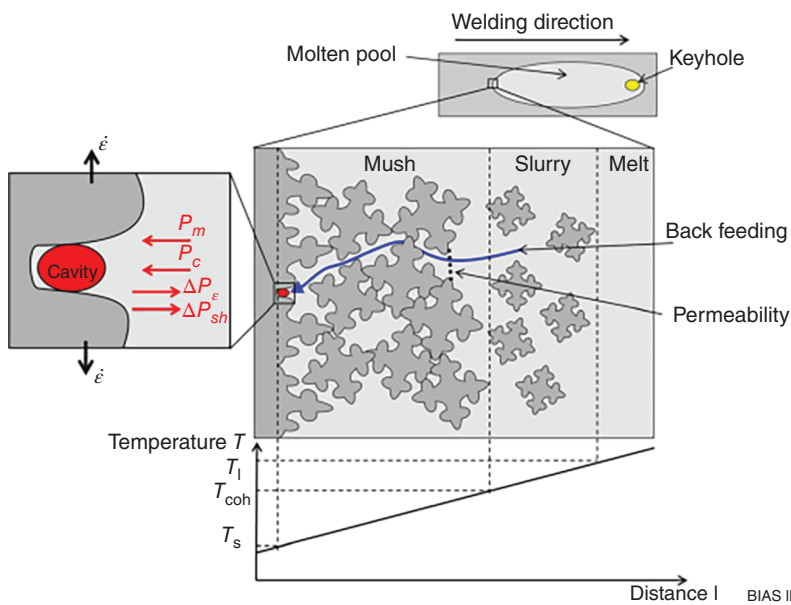 Welding direction
Molten pool
Keyhole
Mush
Slurry
Melt
ε̇
P_m
P_c
Cavity
ΔP_ε
ΔP_sh
ε̇
Back feeding
Permeability
Temperature T
T_l
T_coh
T_s
Distance l